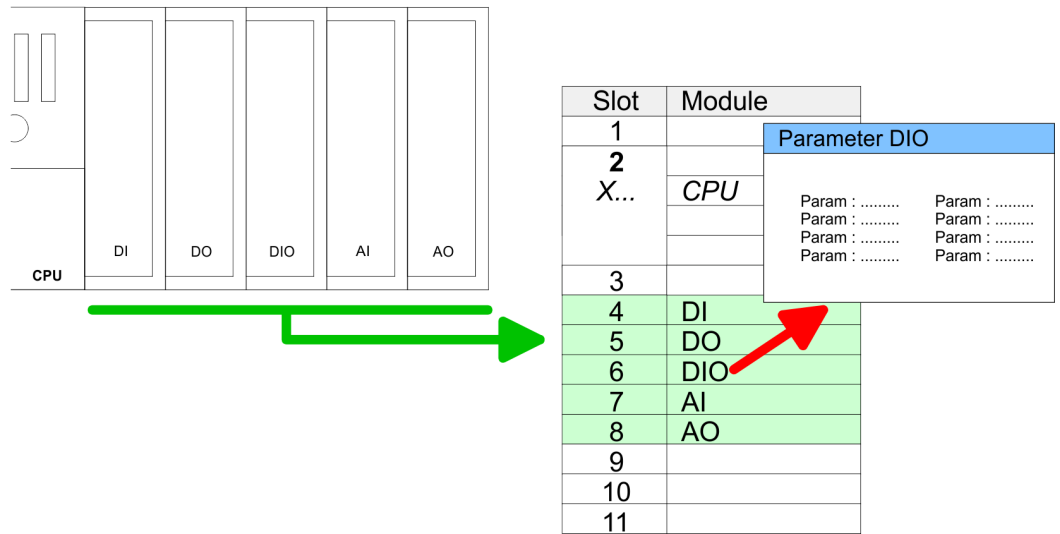 DI DO DIO AI AO
CPU
Slot Module
1
2
X... CPU
3
4 DI
5 DO
6 DIO
7 AI
8 AO
9
10
11
Parameter DIO
Param : ......... Param : .........
Param : ......... Param : .........
Param : ......... Param : .........
Param : ......... Param : .........